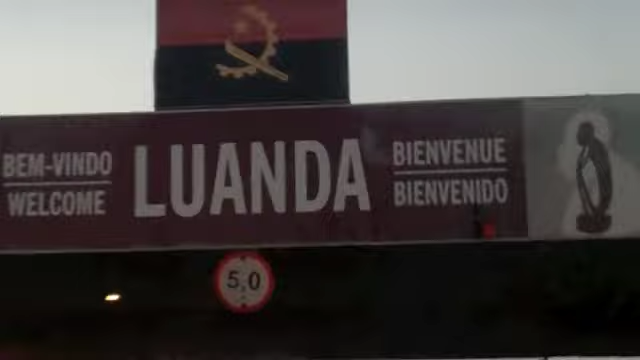 BEM-VINDO
WELCOME
LUANDA
BIENVENUE
BIENVENIDO
5,0